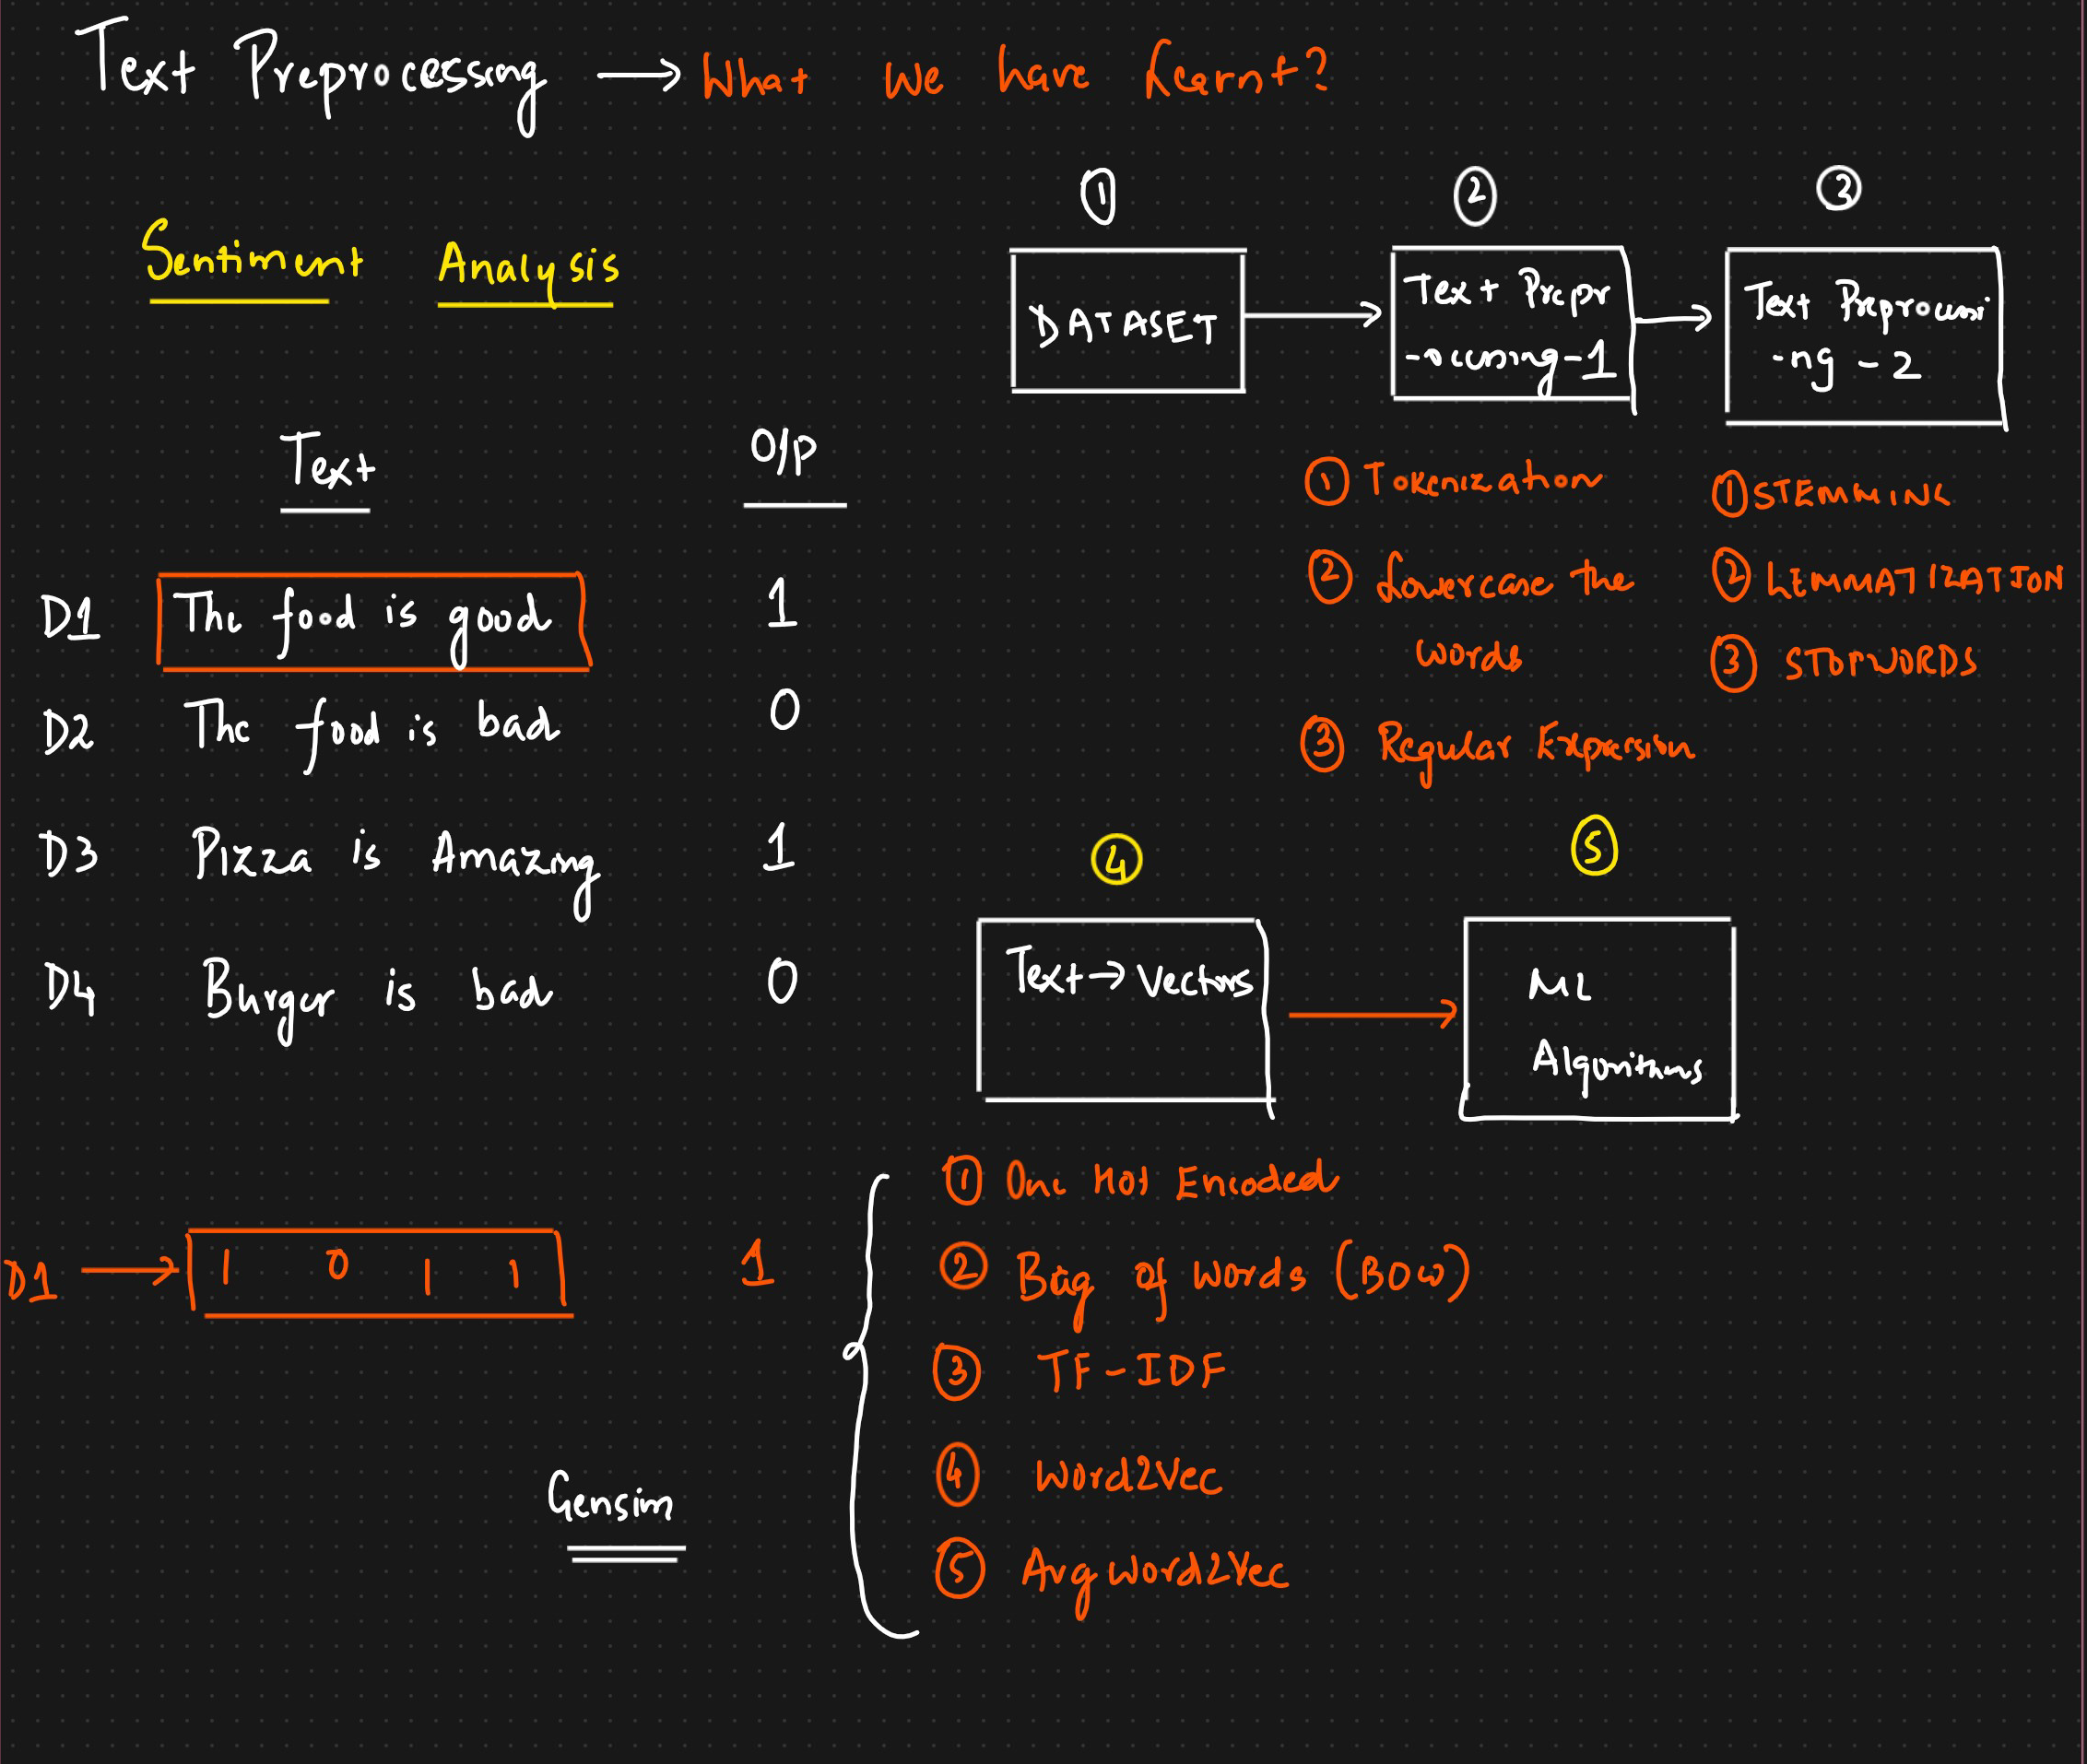 Text Preprocessing → What We have Learnt?
Sentiment Analysis
Text O/P
D1 The food is good 1
D2 The food is bad 0
D3 Pizza is Amazing 1
D4 Burger is bad 0
D1 → 1 0 1 1 1
Gensim
① ② ③
DATASET → Text Prepr
-ocessing-1 → Text Preprocessi
-ng - 2
① Tokenization
② Lowercase the
words
③ Regular Expression
① STEMMING
② LEMMATIZATION
③ STOPWORDS
④ ⑤
Text → Vectors → ML
Algorithms
① One Hot Encoded
② Bag of words (BOW)
③ TF-IDF
④ Word2Vec
⑤ Avg word2Vec